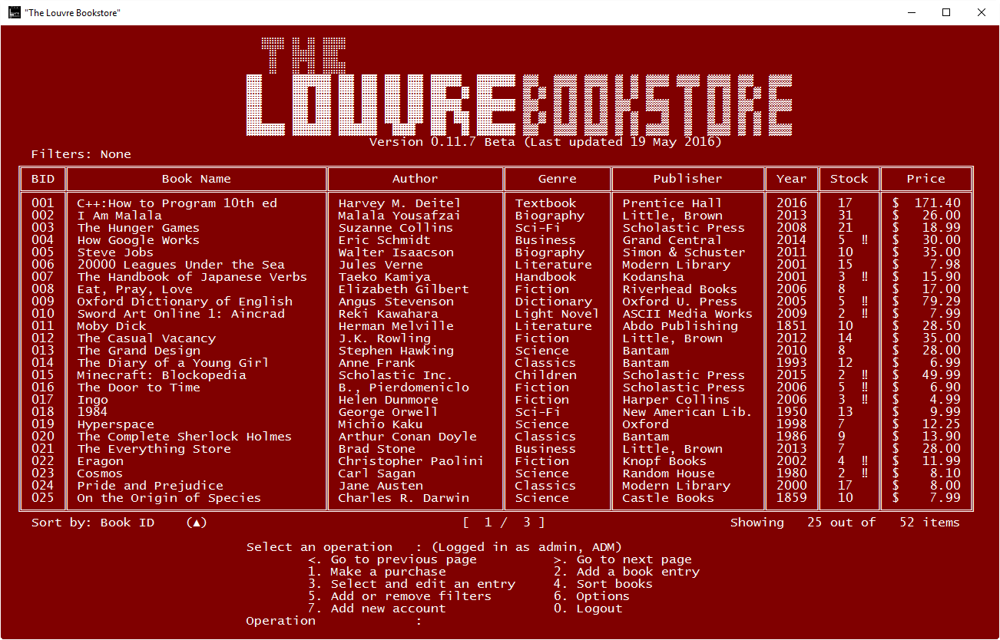 "The Louvre Bookstore"
THE
LOUVRE BOOKSTORE
Version 0.11.7 Beta (Last updated 19 May 2016)
Filters: None
BID Book Name Author Genre Publisher Year Stock Price
001 C++:How to Program 10th ed Harvey M. Deitel Textbook Prentice Hall 2016 17 $ 171.40
002 I Am Malala Malala Yousafzai Biography Little, Brown 2013 31 $ 26.00
003 The Hunger Games Suzanne Collins Sci-Fi Scholastic Press 2008 21 $ 18.99
004 How Google Works Eric Schmidt Business Grand Central 2014 5 ‼ $ 30.00
005 Steve Jobs Walter Isaacson Biography Simon & Schuster 2011 10 $ 35.00
006 20000 Leagues Under the Sea Jules Verne Literature Modern Library 2001 15 $ 7.98
007 The Handbook of Japanese Verbs Taeko Kamiya Handbook Kodansha 2001 3 ‼ $ 15.90
008 Eat, Pray, Love Elizabeth Gilbert Fiction Riverhead Books 2006 8 $ 17.00
009 Oxford Dictionary of English Angus Stevenson Dictionary Oxford U. Press 2005 5 ‼ $ 79.29
010 Sword Art Online 1: Aincrad Reki Kawahara Light Novel ASCII Media Works 2009 2 ‼ $ 7.99
011 Moby Dick Herman Melville Literature Abdo Publishing 1851 10 $ 28.50
012 The Casual Vacancy J.K. Rowling Fiction Little, Brown 2012 14 $ 35.00
013 The Grand Design Stephen Hawking Science Bantam 2010 8 $ 28.00
014 The Diary of a Young Girl Anne Frank Classics Bantam 1993 12 $ 6.99
015 Minecraft: Blockopedia Scholastic Inc. Children Scholastic Press 2015 2 ‼ $ 49.99
016 The Door to Time B., Pierdomeniclo Fiction Scholastic Press 2006 5 ‼ $ 6.90
017 Ingo Helen Dunmore Fiction Harper Collins 2006 3 ‼ $ 4.99
018 1984 George Orwell Sci-Fi New American Lib. 1950 13 $ 9.99
019 Hyperspace Michio Kaku Science Oxford 1998 7 $ 12.25
020 The Complete Sherlock Holmes Arthur Conan Doyle Classics Bantam 1986 9 $ 13.90
021 The Everything Store Brad Stone Business Little, Brown 2013 7 $ 28.00
022 Eragon Christopher Paolini Fiction Knopf Books 2002 4 ‼ $ 11.99
023 Cosmos Carl Sagan Science Random House 1980 2 ‼ $ 8.10
024 Pride and Prejudice Jane Austen Classics Modern Library 2000 17 $ 8.00
025 On the Origin of Species Charles R. Darwin Science Castle Books 1859 10 $ 7.99
Sort by: Book ID (▲) [ 1 / 3 ] Showing 25 out of 52 items
Select an operation : (Logged in as admin, ADM)
<. Go to previous page >. Go to next page
1. Make a purchase 2. Add a book entry
3. Select and edit an entry 4. Sort books
5. Add or remove filters 6. Options
7. Add new account 0. Logout
Operation :